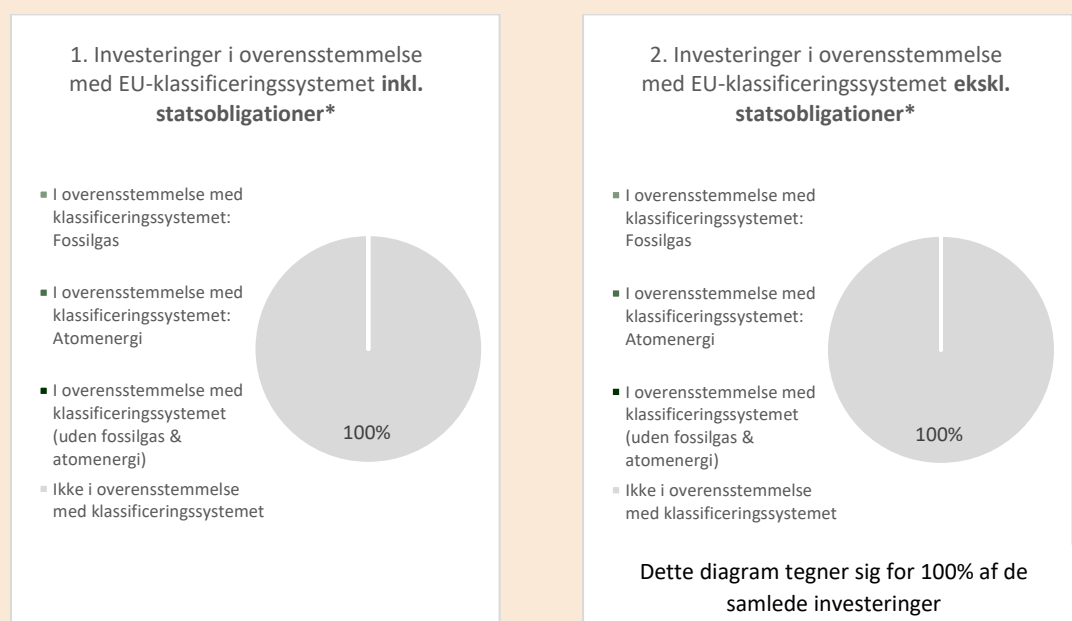 1. Investeringer i overensstemmelse
med EU-klassificeringssystemet inkl.
statsobligationer*
I overensstemmelse med
klassificeringssystemet:
Fossilgas
I overensstemmelse med
klassificeringssystemet:
Atomenergi
I overensstemmelse med
klassificeringssystemet
(uden fossilgas &
atomenergi)
Ikke i overensstemmelse
med klassificeringssystemet
100%
2. Investeringer i overensstemmelse
med EU-klassificeringssystemet ekskl.
statsobligationer*
I overensstemmelse med
klassificeringssystemet:
Fossilgas
I overensstemmelse med
klassificeringssystemet:
Atomenergi
I overensstemmelse med
klassificeringssystemet
(uden fossilgas &
atomenergi)
Ikke i overensstemmelse
med klassificeringssystemet
100%
Dette diagram tegner sig for 100% af de
samlede investeringer